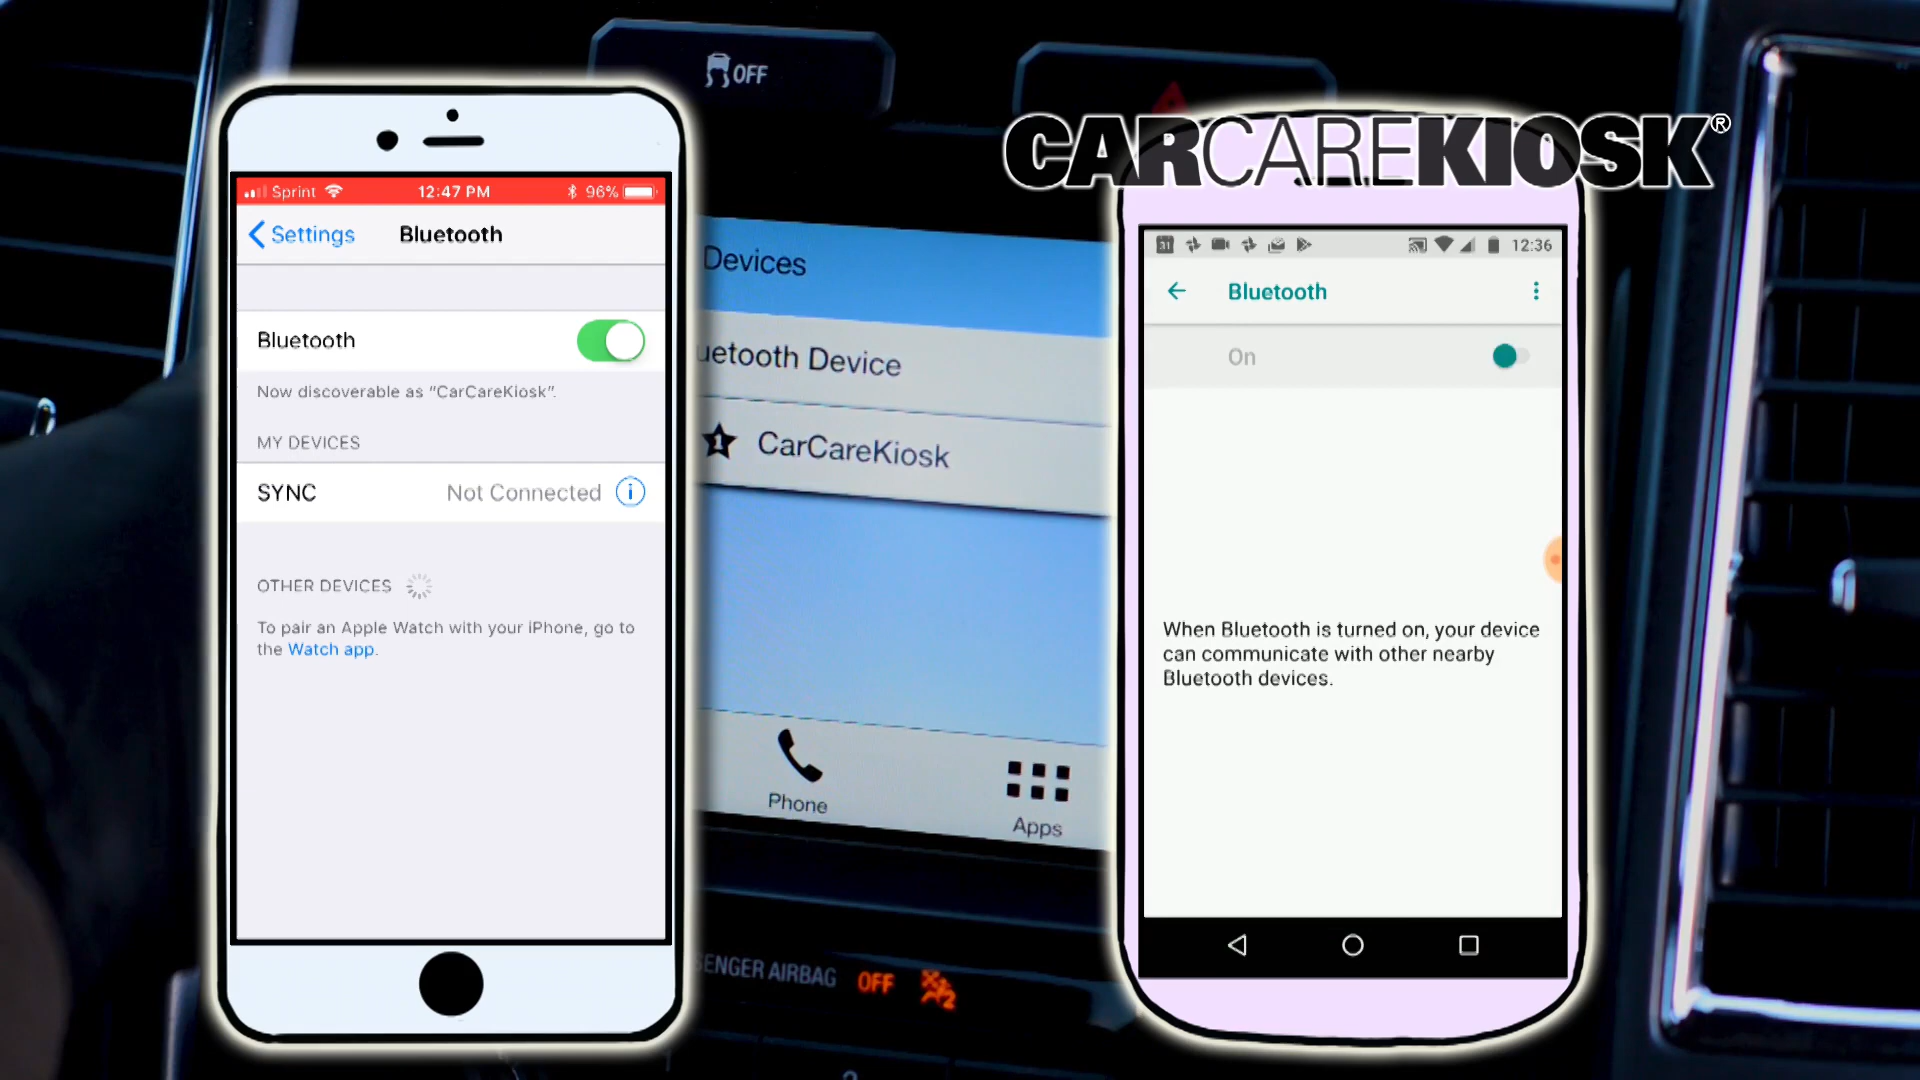 OFF
CARCAREKIOSK®
Sprint 12:47 PM 96%
Settings Bluetooth
Bluetooth
Now discoverable as “CarCareKiosk”.
MY DEVICES
SYNC Not Connected
OTHER DEVICES
To pair an Apple Watch with your iPhone, go to
the Watch app.
Devices
uetooth Device
1 CarCareKiosk
Phone
Apps
ENGER AIRBAG OFF 2
31 12:36
Bluetooth
On
When Bluetooth is turned on, your device
can communicate with other nearby
Bluetooth devices.